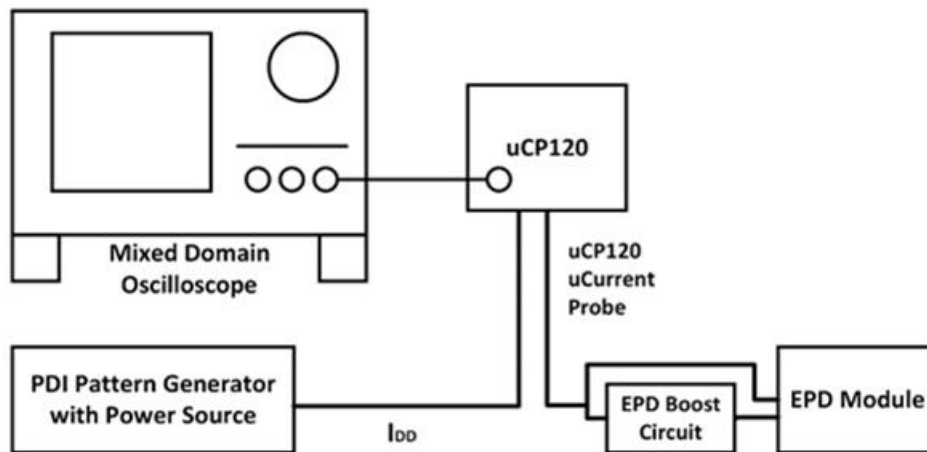 uCP120
Mixed Domain
Oscilloscope
uCP120
uCurrent
Probe
PDI Pattern Generator
with Power Source
IDD
EPD Boost
Circuit
EPD Module